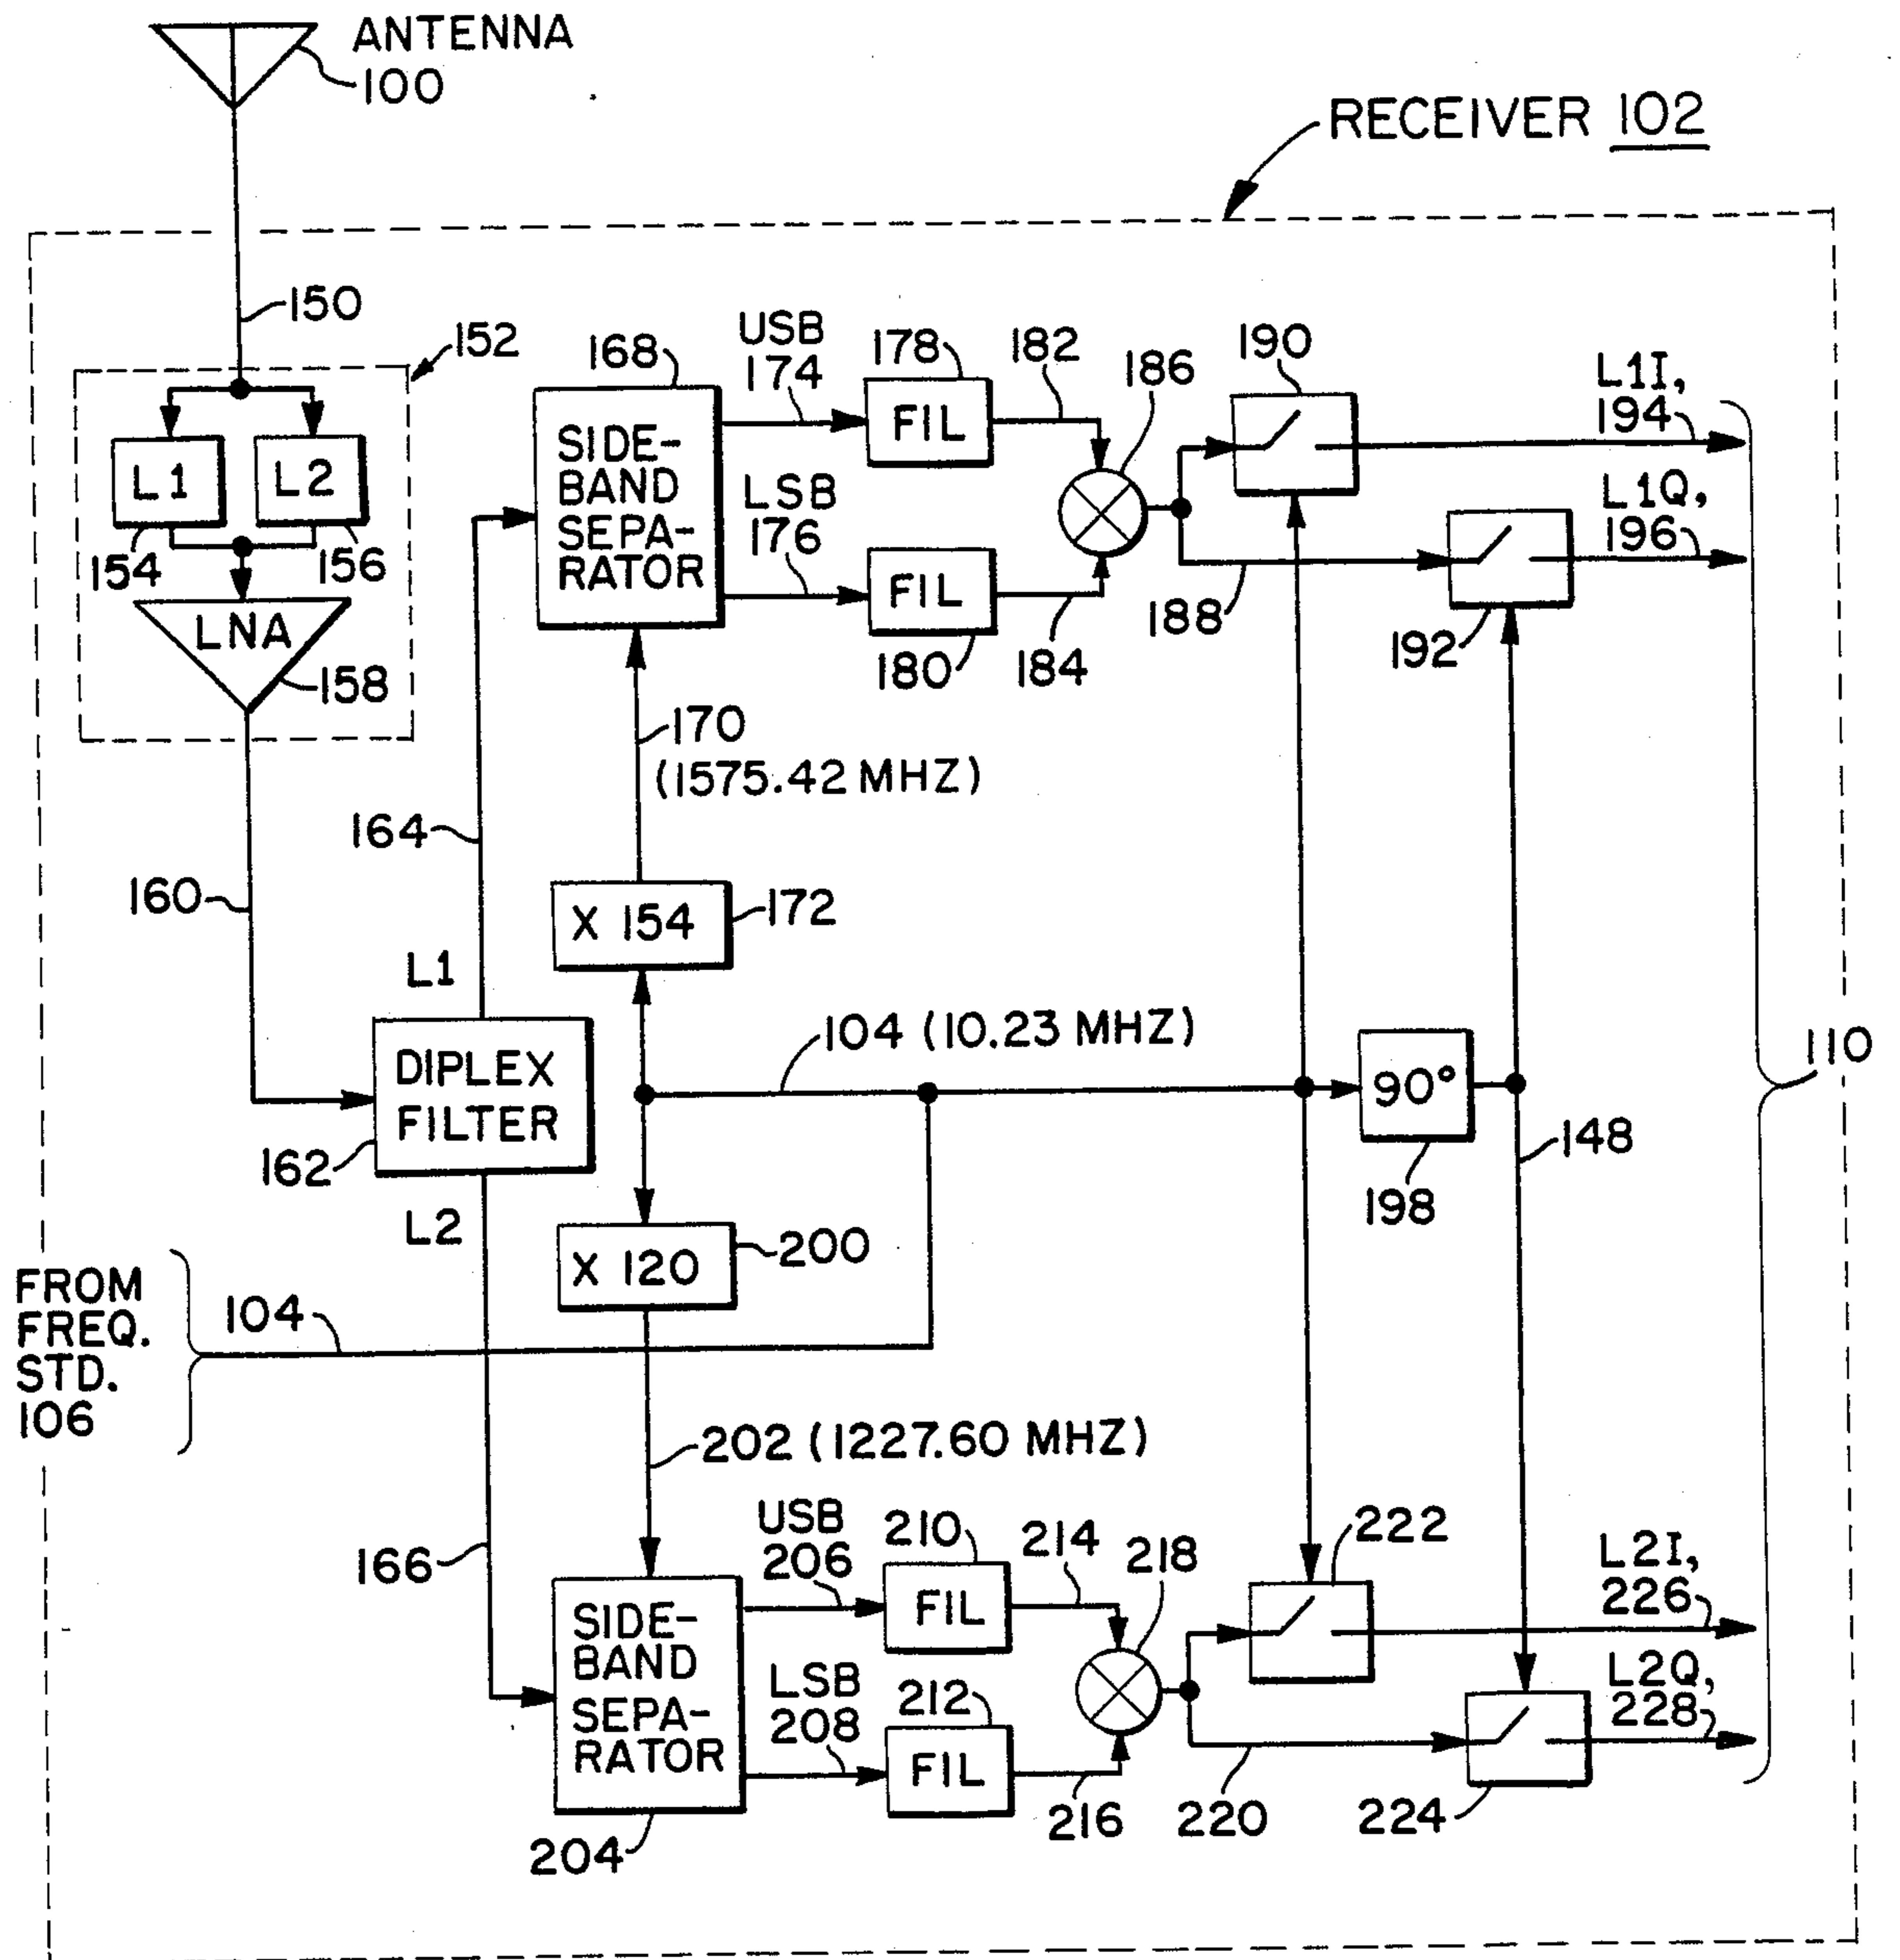 ANTENNA
100
RECEIVER 102
150
152
L1
L2
154
156
LNA
158
160
168
SIDE-
BAND
SEPA-
RATOR
USB
174
LSB
176
178
FIL
FIL
180
182
184
186
188
190
192
L1I,
194
L1Q,
196
170
(1575.42 MHZ)
164
X 154
172
L1
DIPLEX
FILTER
162
L2
104 (10.23 MHZ)
90°
198
148
110
X 120
200
FROM
FREQ.
STD.
106
104
202 (1227.60 MHZ)
166
SIDE-
BAND
SEPA-
RATOR
204
USB
206
LSB
208
210
FIL
212
FIL
214
216
218
220
222
224
L2I,
226
L2Q,
228